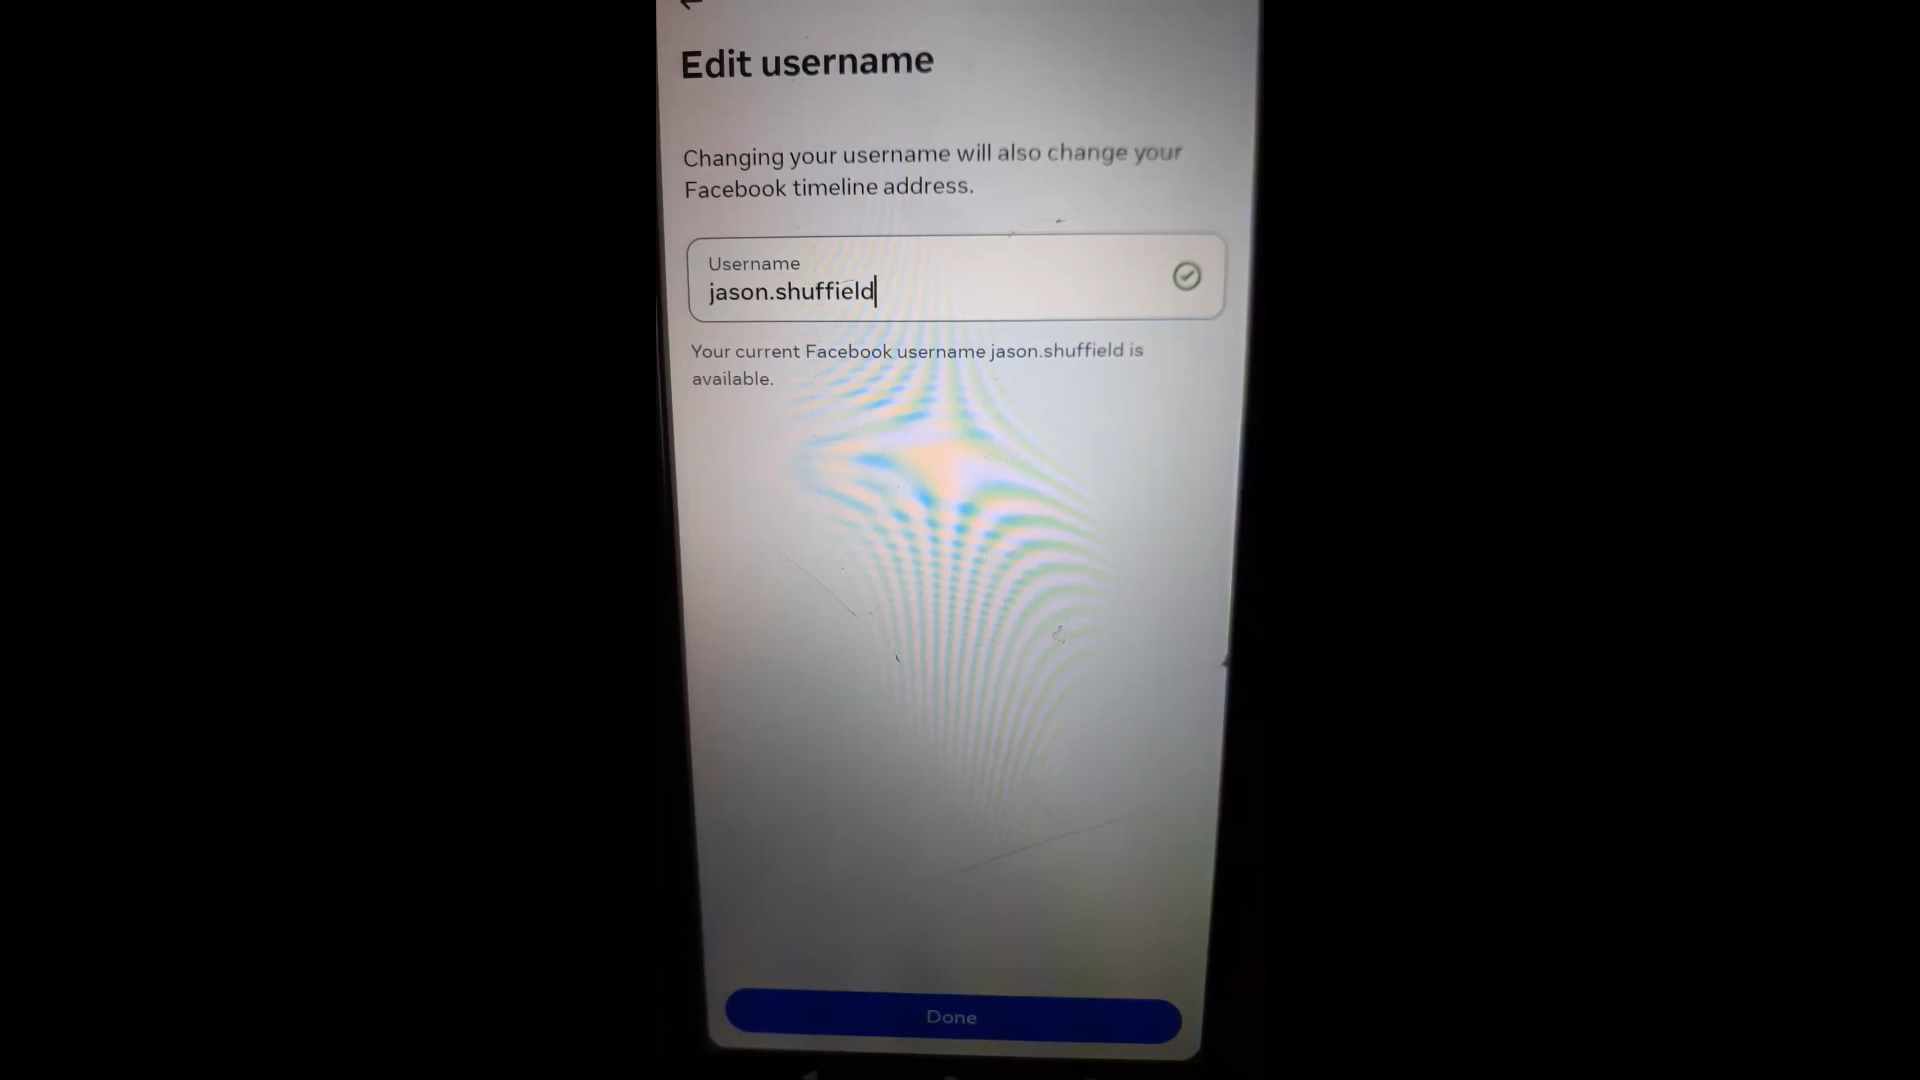 Edit username
Changing your username will also change your
Facebook timeline address.
Username
jason.shuffield
Your current Facebook username jason.shuffield is
available.
Done